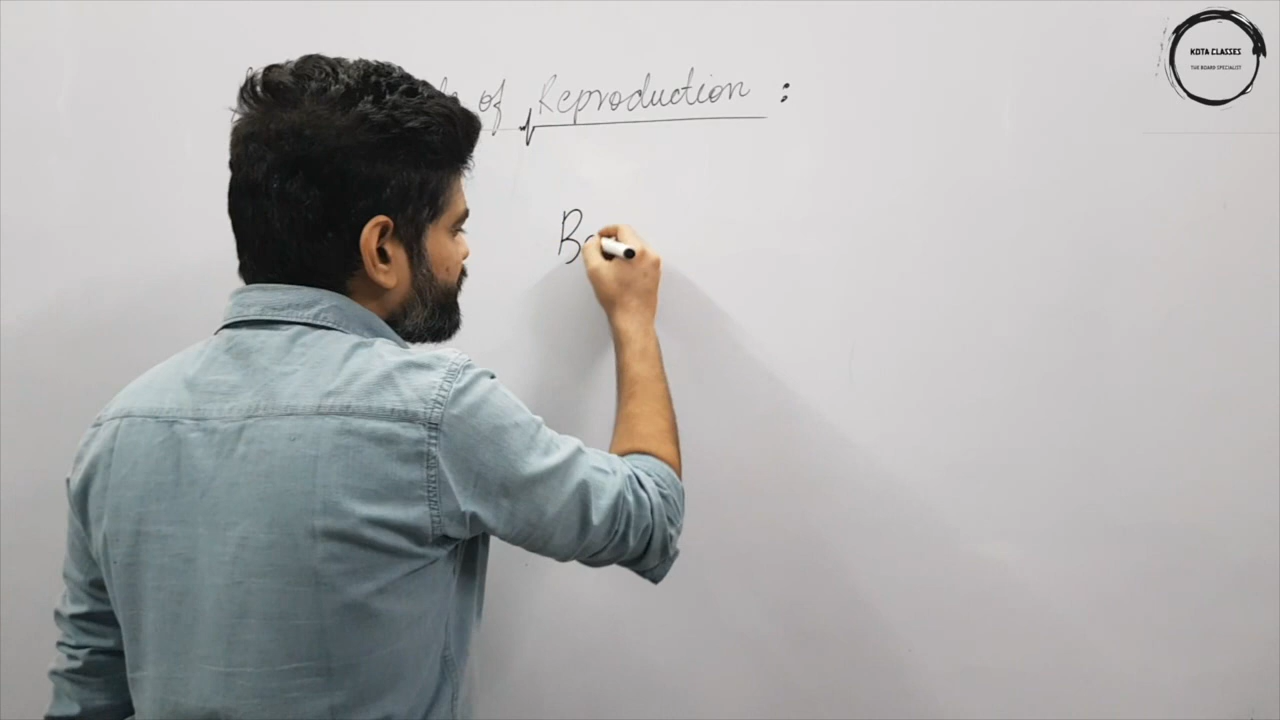 of Reproduction :
B
KOTA CLASSES
THE BOARD SPECIALIST